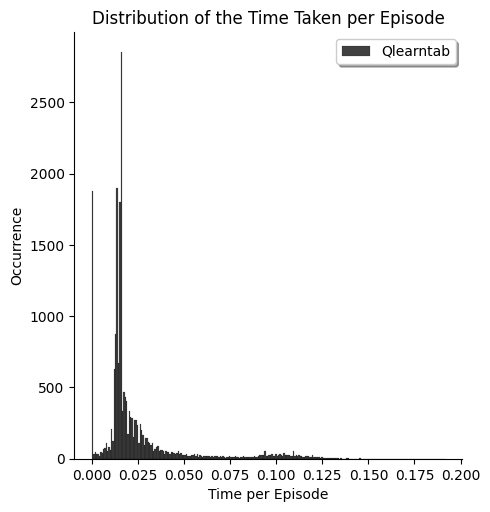 Distribution of the Time Taken per Episode
Qlearntab
Occurrence
2500
2000
1500
1000
500
0
0.000 0.025 0.050 0.075 0.100 0.125 0.150 0.175 0.200
Time per Episode